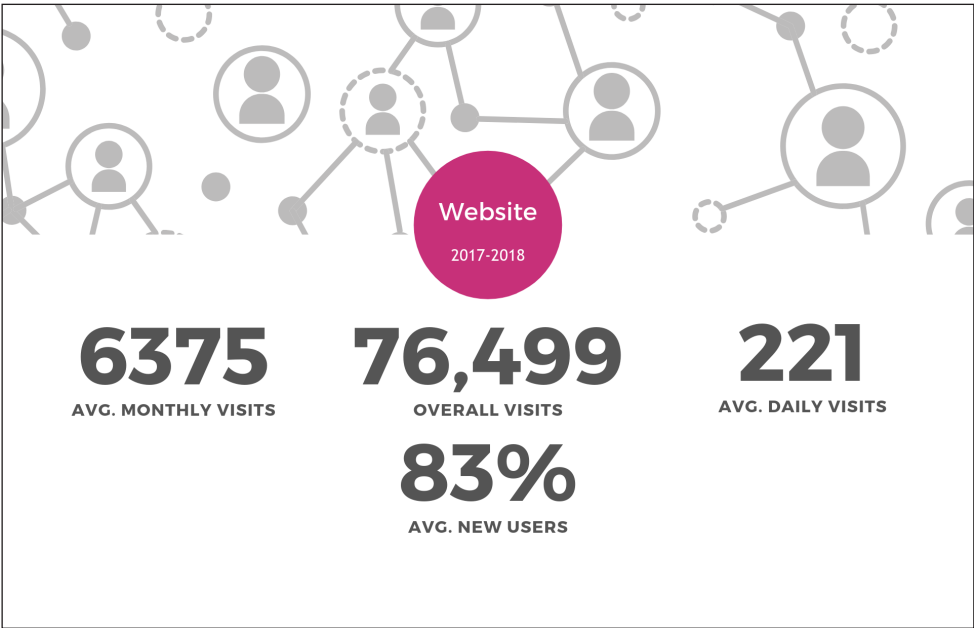 Website
2017-2018
6375
AVG. MONTHLY VISITS
76,499
OVERALL VISITS
221
AVG. DAILY VISITS
83%
AVG. NEW USERS